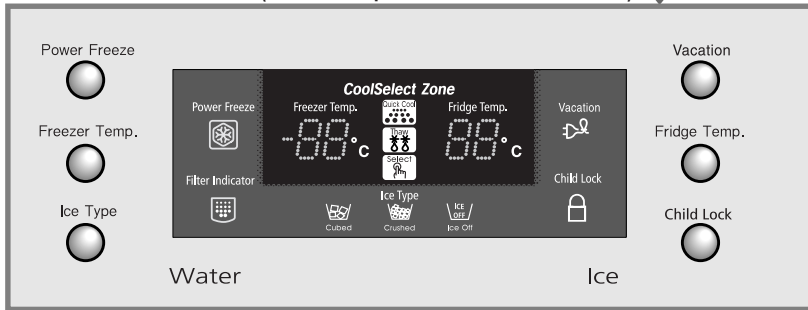 Power Freeze
Freezer Temp.
Ice Type
CoolSelect Zone
Power Freeze
Freezer Temp.
-88°C
Quick Cool
Thaw
Select
Fridge Temp.
88°C
Vacation
Filter Indicator
Child Lock
Ice Type
Cubed
Crushed
ICE
OFF
Ice Off
Vacation
Fridge Temp.
Child Lock
Water
Ice